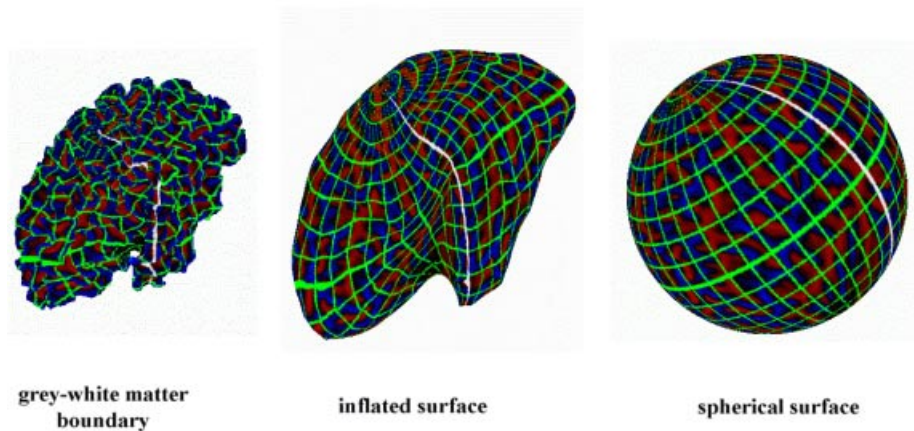 grey-white matter
boundary
inflated surface
spherical surface